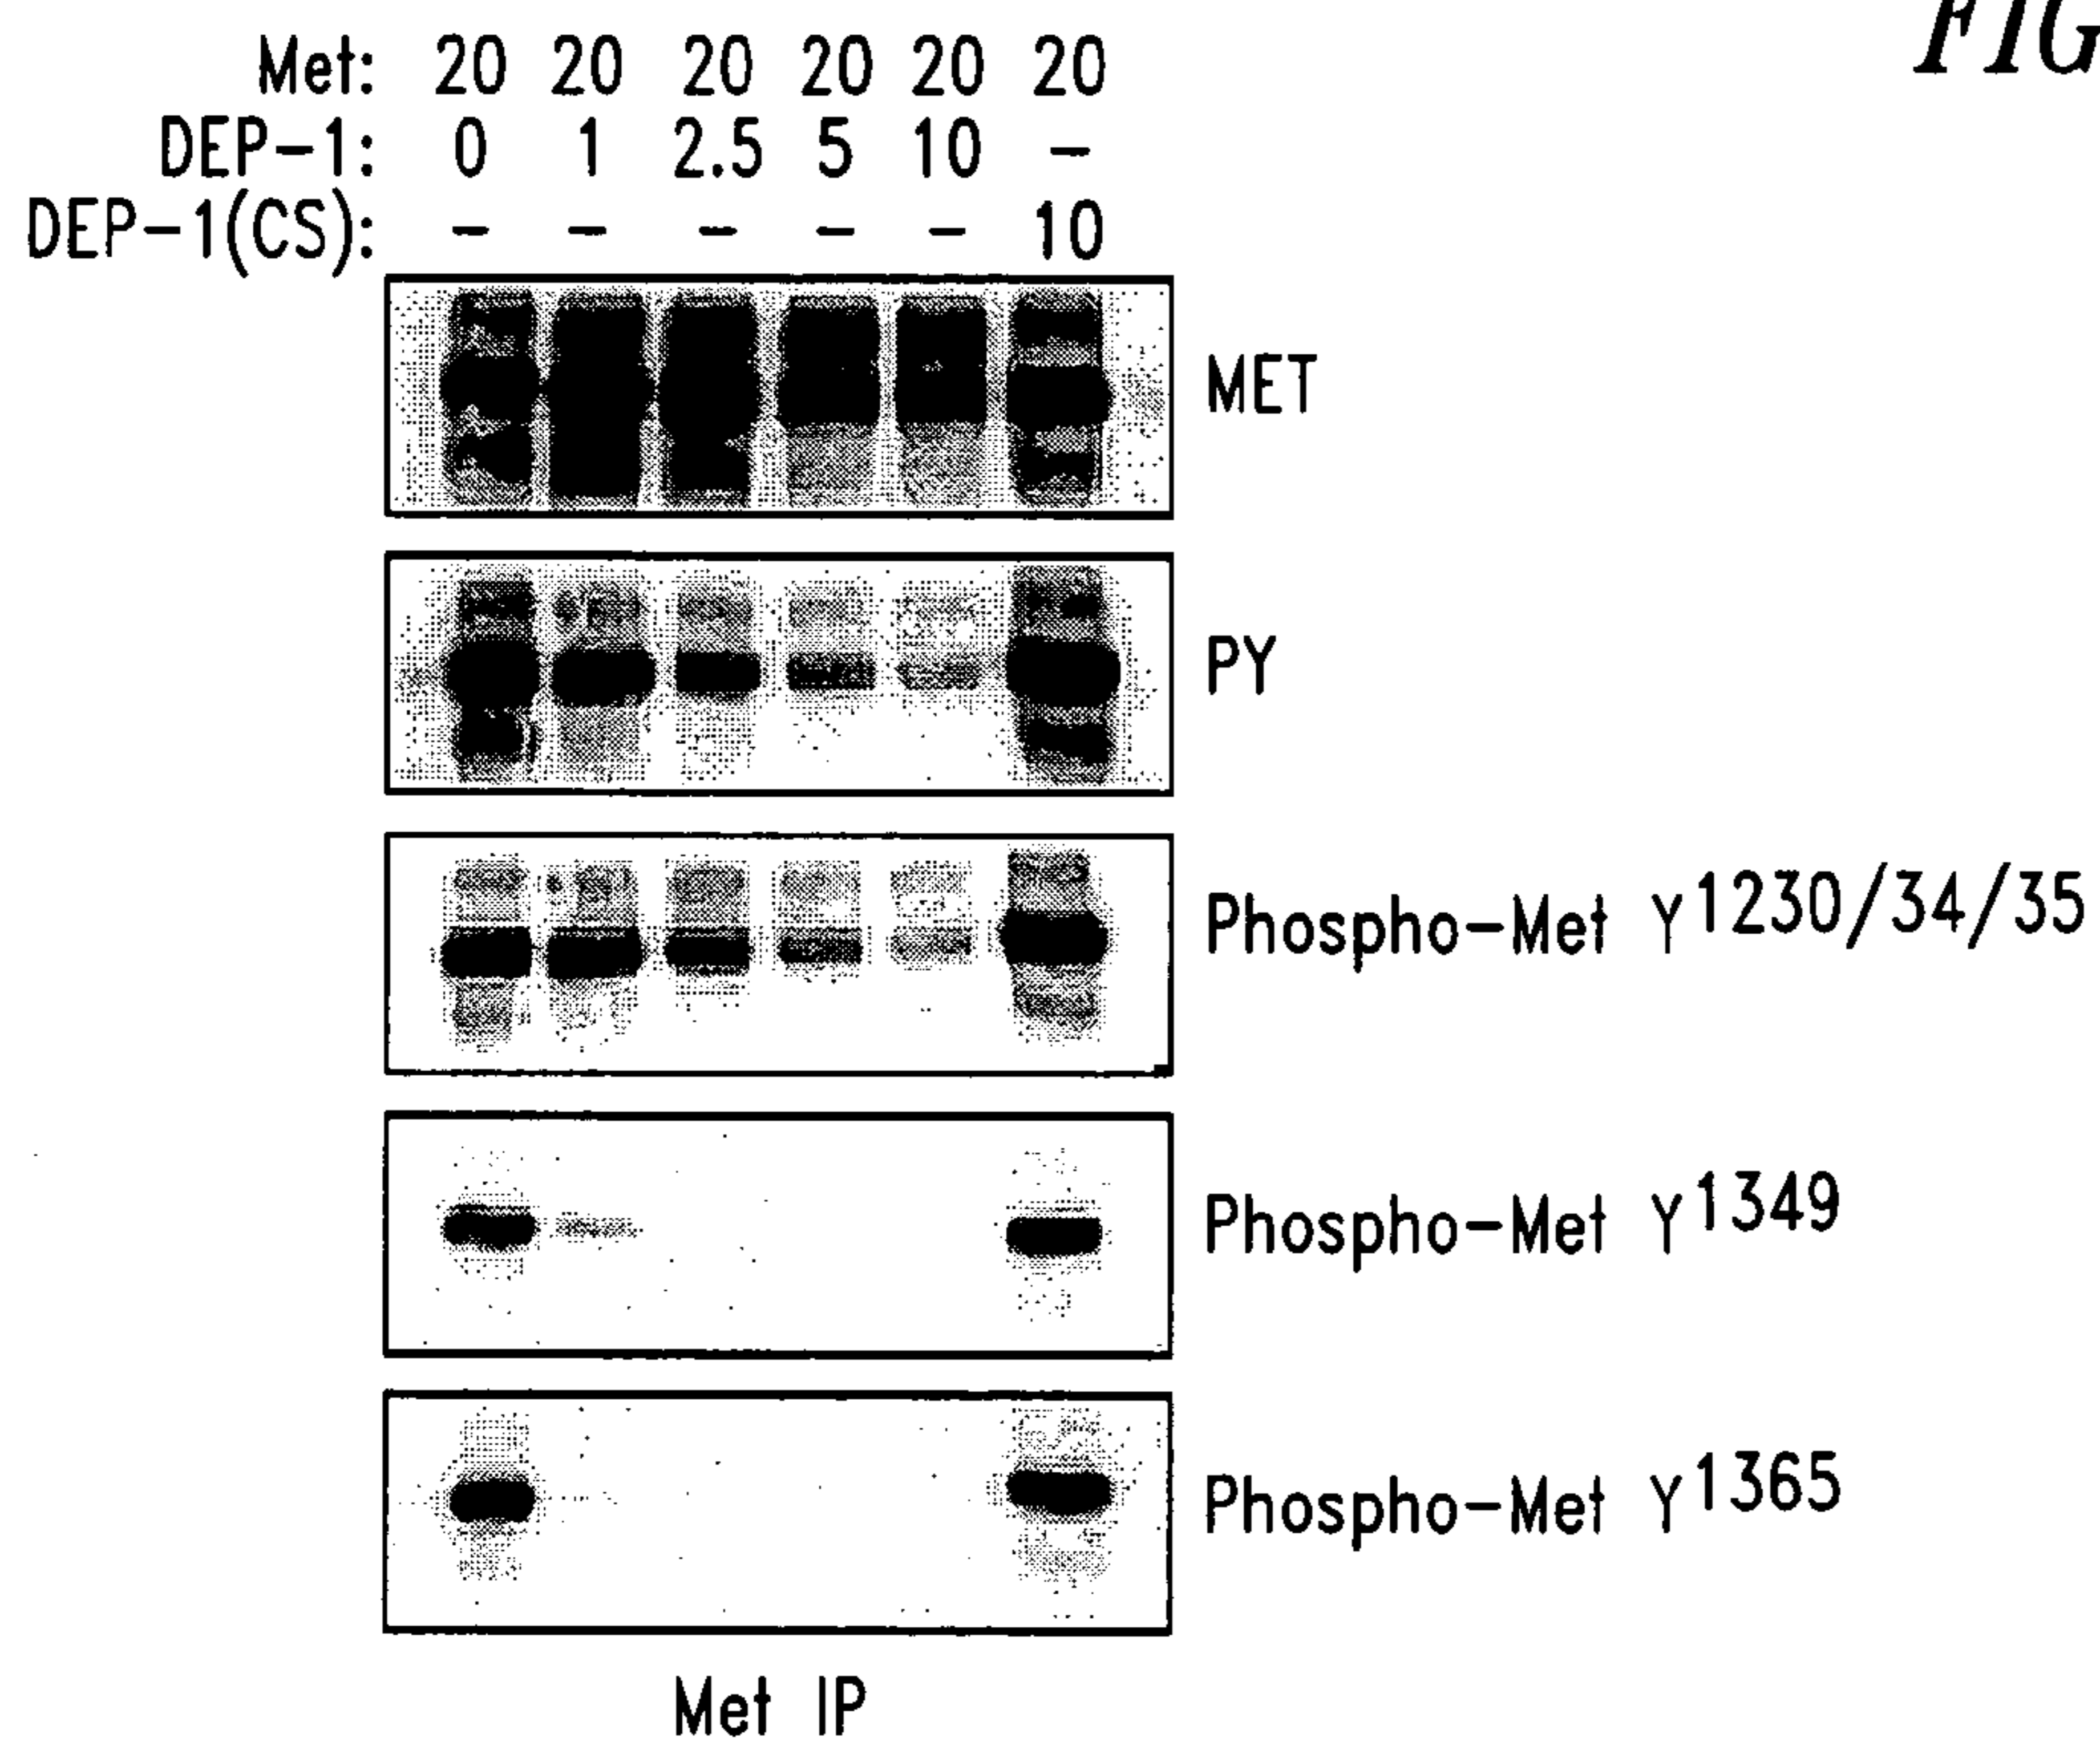 FIG
Met: 20 20 20 20 20 20
DEP-1: 0 1 2.5 5 10 -
DEP-1(CS): - - - - - 10
MET
PY
Phospho-Met Y1230/34/35
Phospho-Met Y1349
Phospho-Met Y1365
Met IP